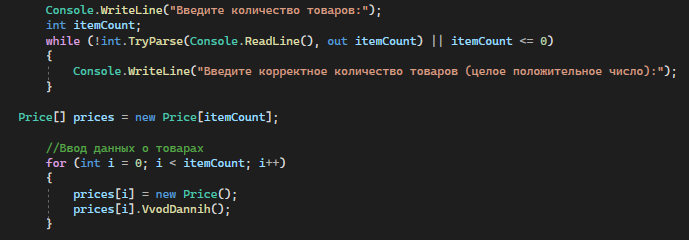 Console.WriteLine("Введите количество товаров:");
int itemCount;
while (!int.TryParse(Console.ReadLine(), out itemCount) || itemCount <= 0)
{
Console.WriteLine("Введите корректное количество товаров (целое положительное число):");
}
Price[] prices = new Price[itemCount];
//Ввод данных о товарах
for (int i = 0; i < itemCount; i++)
{
prices[i] = new Price();
prices[i].VvodDannih();
}